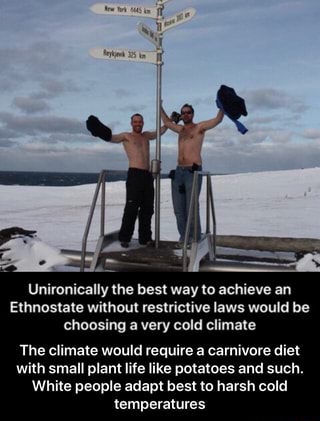 New York 4445 km
Reykjavik 325 km
Unironically the best way to achieve an
Ethnostate without restrictive laws would be
choosing a very cold climate
The climate would require a carnivore diet
with small plant life like potatoes and such.
White people adapt best to harsh cold
temperatures